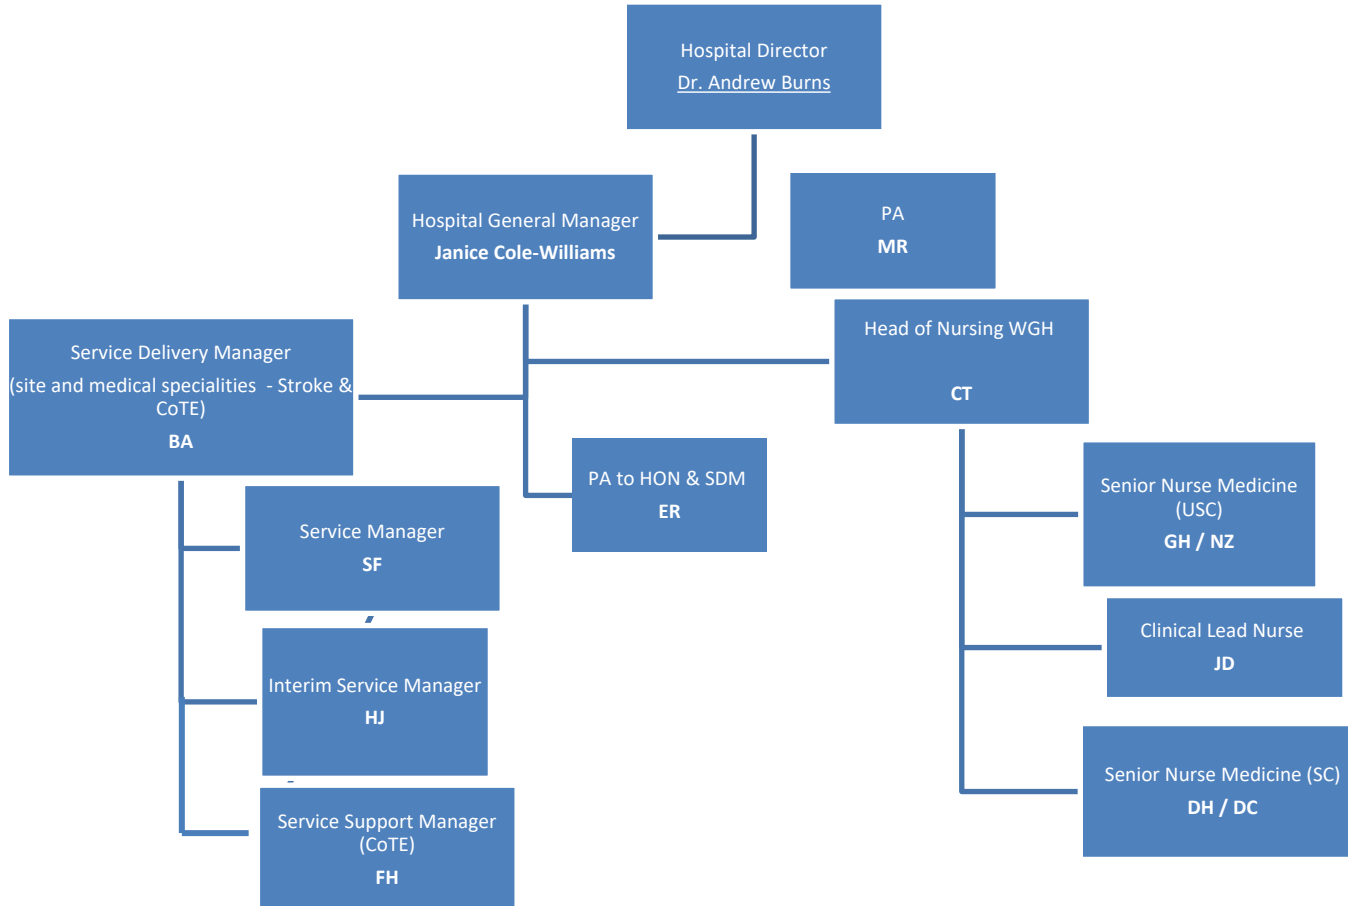 Hospital Director
Dr. Andrew Burns
Hospital General Manager
Janice Cole-Williams
PA
MR
Service Delivery Manager
(site and medical specialities - Stroke &
CoTE)
BA
Head of Nursing WGH
CT
PA to HON & SDM
ER
Service Manager
SF
Interim Service Manager
HJ
Service Support Manager
(CoTE)
FH
Senior Nurse Medicine
(USC)
GH / NZ
Clinical Lead Nurse
JD
Senior Nurse Medicine (SC)
DH / DC